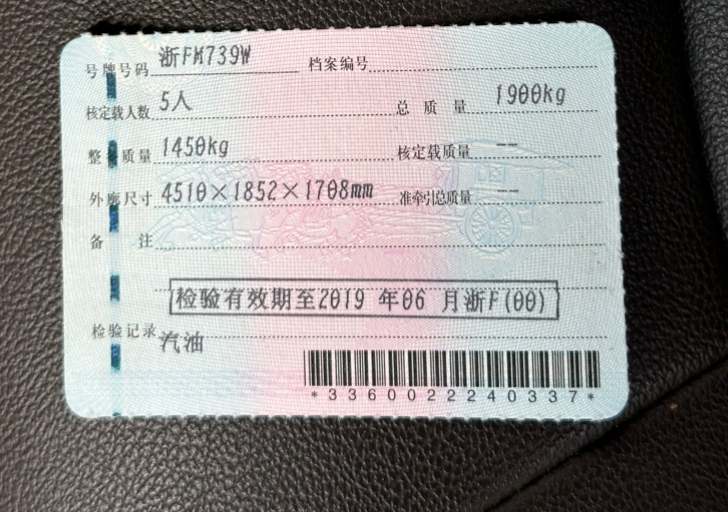 号牌号码 浙FM739W 档案编号
核定载人数 5人 总质量 1900kg
整备质量 1450kg 核定载质量 --
外廓尺寸 4510×1852×1708mm 准牵引总质量 --
备注
检验有效期至2019年06月浙F(00)
检验记录 汽油
*3360022240337*